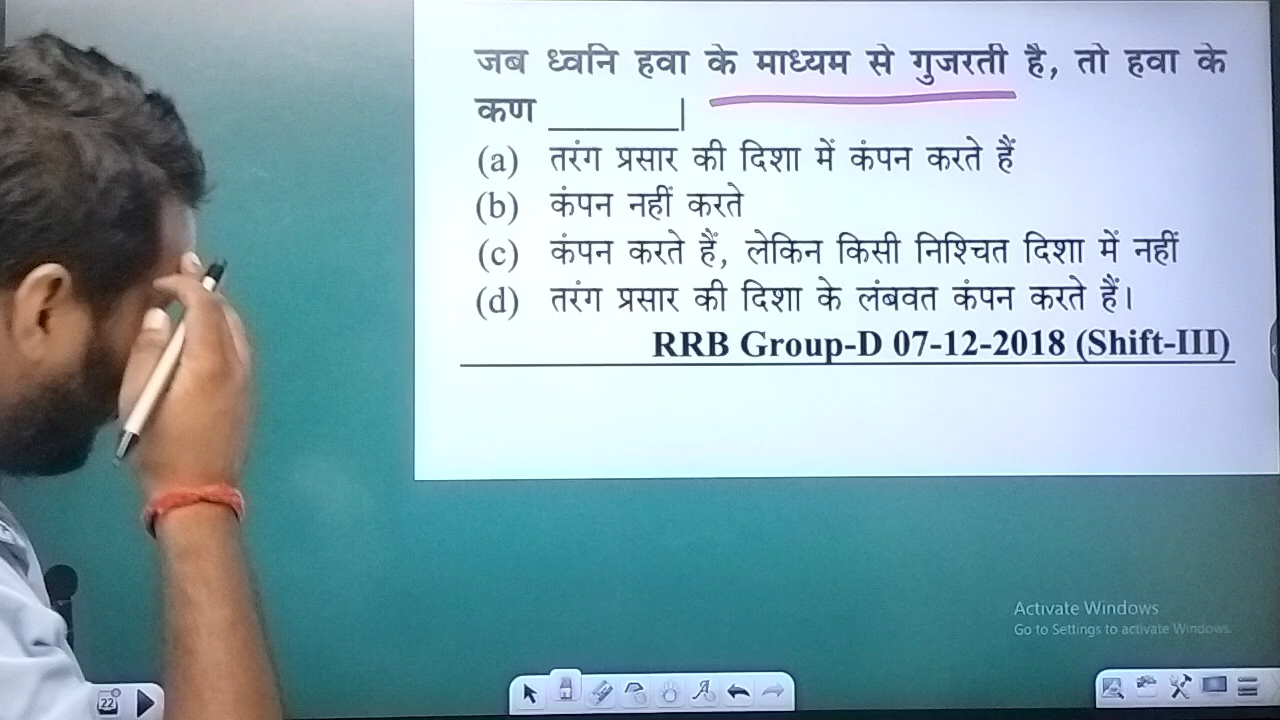 जब ध्वनि हवा के माध्यम से गुजरती है, तो हवा के
कण ________|
(a) तरंग प्रसार की दिशा में कंपन करते हैं
(b) कंपन नहीं करते
(c) कंपन करते हैं, लेकिन किसी निश्चित दिशा में नहीं
(d) तरंग प्रसार की दिशा के लंबवत कंपन करते हैं।
RRB Group-D 07-12-2018 (Shift-III)
Activate Windows
Go to Settings to activate Windows.
22